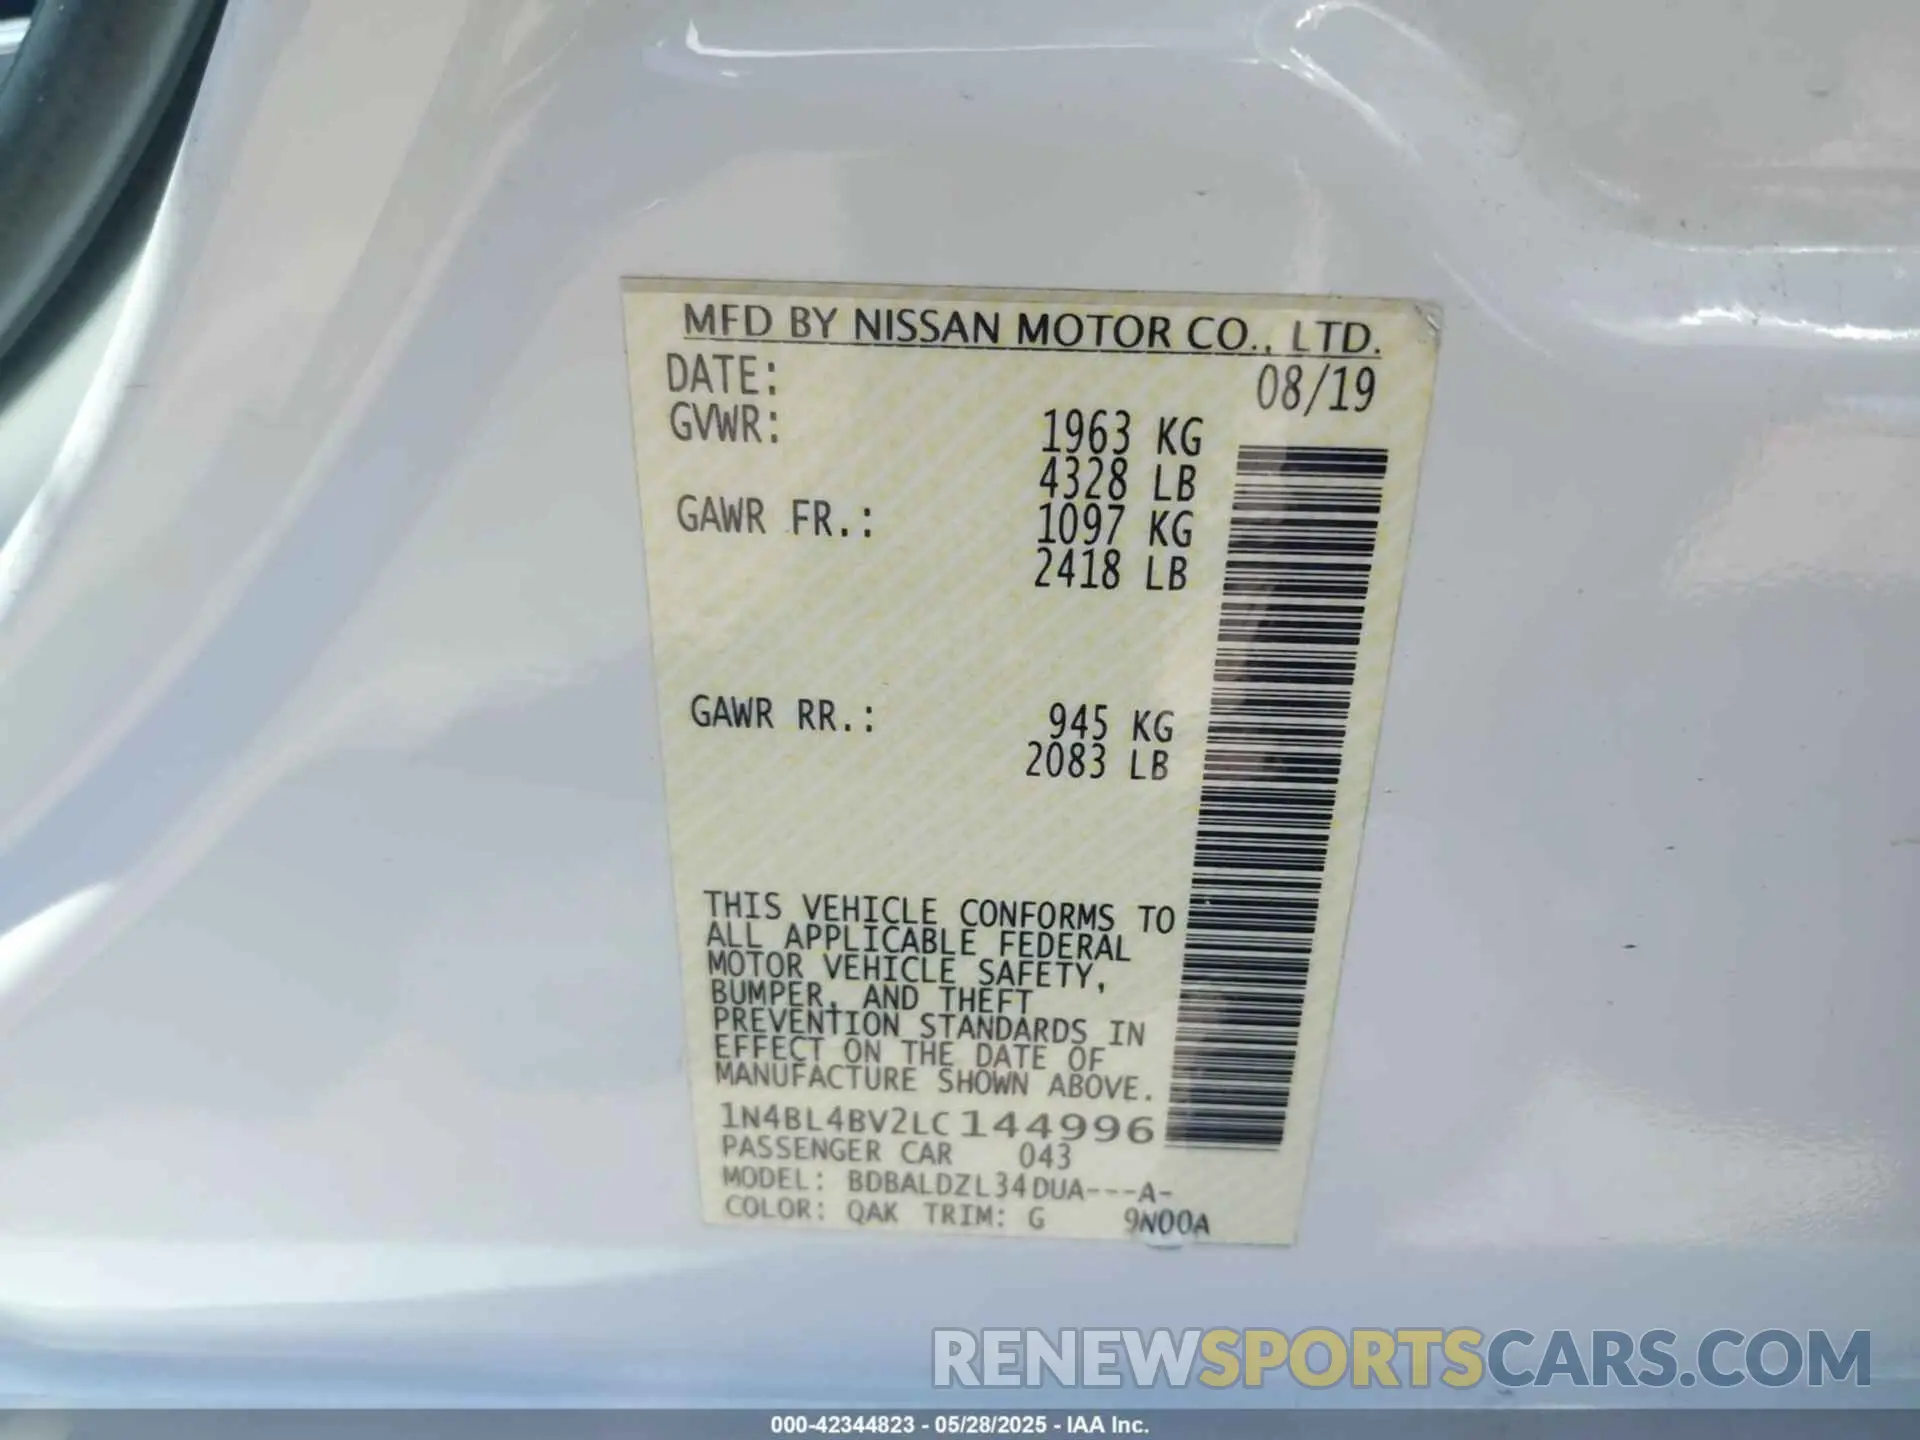 MFD BY NISSAN MOTOR CO., LTD.
DATE: 08/19
GVWR: 1963 KG
4328 LB
GAWR FR.: 1097 KG
2418 LB
GAWR RR.: 945 KG
2083 LB
THIS VEHICLE CONFORMS TO
ALL APPLICABLE FEDERAL
MOTOR VEHICLE SAFETY,
BUMPER, AND THEFT
PREVENTION STANDARDS IN
EFFECT ON THE DATE OF
MANUFACTURE SHOWN ABOVE.
1N4BL4BV2LC144996
PASSENGER CAR 043
MODEL: BDBALDZL34DUA---A-
COLOR: QAK TRIM: G 9N00A
RENEWSPORTSCARS.COM
000-42344823 - 05/28/2025 - IAA Inc.